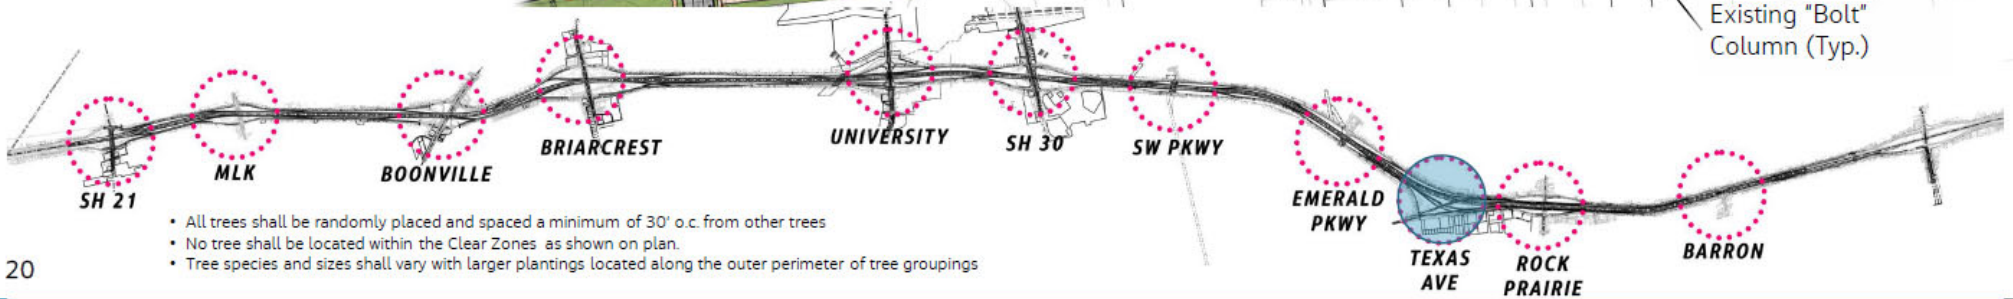 Existing "Bolt"
Column (Typ.)
SH 21
MLK
BOONVILLE
BRIARCREST
UNIVERSITY
SH 30
SW PKWY
EMERALD
PKWY
TEXAS
AVE
ROCK
PRAIRIE
BARRON
• All trees shall be randomly placed and spaced a minimum of 30' o.c. from other trees
• No tree shall be located within the Clear Zones as shown on plan.
• Tree species and sizes shall vary with larger plantings located along the outer perimeter of tree groupings
20